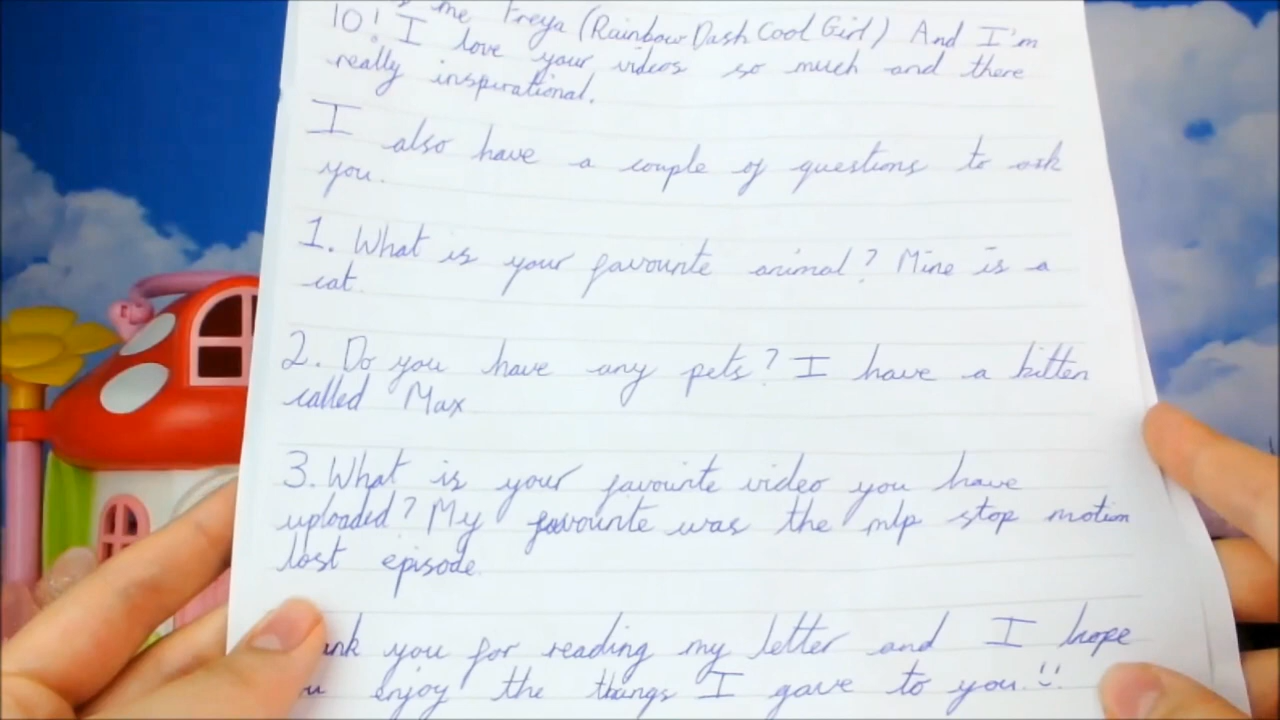 me Freya (Rainbow Dash Cool Girl) And I'm
10! I love your videos so much and there
really inspirational.
I also have a couple of questions to ask
you.
1. What is your favourite animal? Mine is a
cat.
2. Do you have any pets? I have a kitten
called Max
3. What is your favourite video you have
uploaded? My favourite was the mlp stop motion
lost episode.
you for reading my letter and I hope
enjoy the things I gave to you. :)